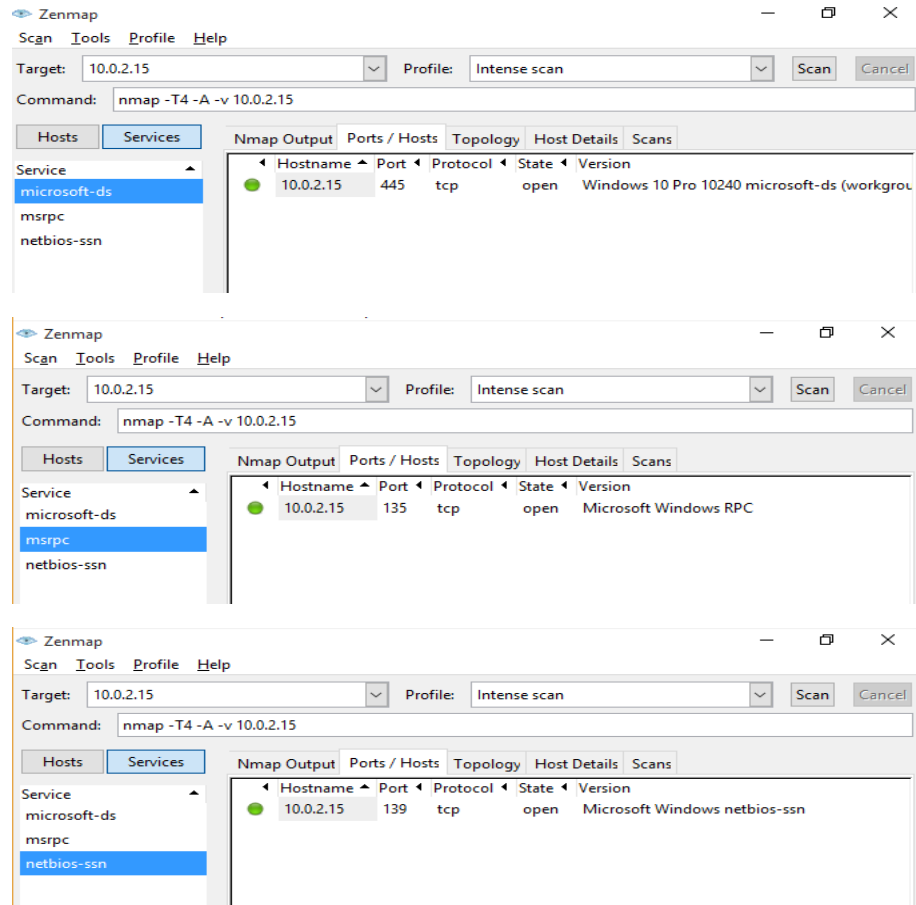 Zenmap
Scan Tools Profile Help
Target: 10.0.2.15 Profile: Intense scan Scan Cancel
Command: nmap -T4 -A -v 10.0.2.15
Hosts Services Nmap Output Ports / Hosts Topology Host Details Scans
Service Hostname Port Protocol State Version
microsoft-ds 10.0.2.15 445 tcp open Windows 10 Pro 10240 microsoft-ds (workgrou
msrpc
netbios-ssn
Zenmap
Scan Tools Profile Help
Target: 10.0.2.15 Profile: Intense scan Scan Cancel
Command: nmap -T4 -A -v 10.0.2.15
Hosts Services Nmap Output Ports / Hosts Topology Host Details Scans
Service Hostname Port Protocol State Version
microsoft-ds 10.0.2.15 135 tcp open Microsoft Windows RPC
msrpc
netbios-ssn
Zenmap
Scan Tools Profile Help
Target: 10.0.2.15 Profile: Intense scan Scan Cancel
Command: nmap -T4 -A -v 10.0.2.15
Hosts Services Nmap Output Ports / Hosts Topology Host Details Scans
Service Hostname Port Protocol State Version
microsoft-ds 10.0.2.15 139 tcp open Microsoft Windows netbios-ssn
msrpc
netbios-ssn